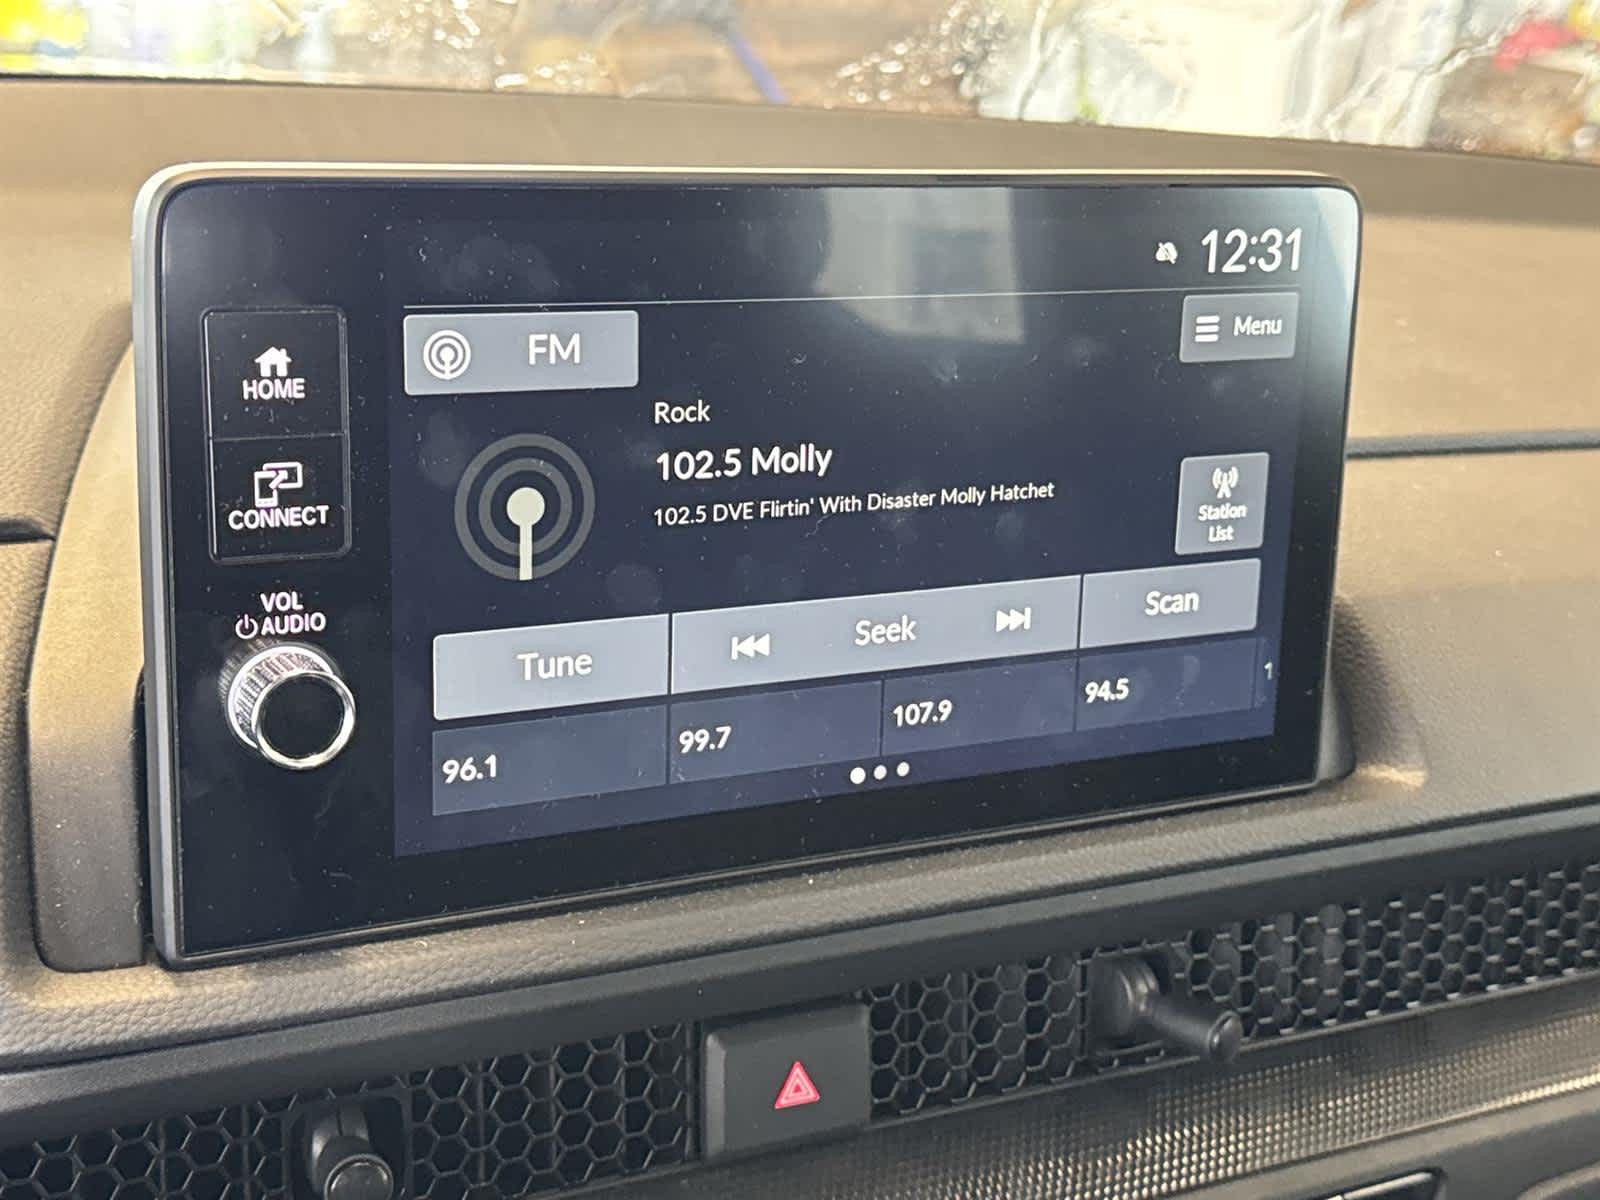 12:31
HOME
FM
Menu
Rock
102.5 Molly
102.5 DVE Flirtin' With Disaster Molly Hatchet
CONNECT
Station
List
VOL
AUDIO
Tune
Seek
Scan
96.1
99.7
107.9
94.5
1